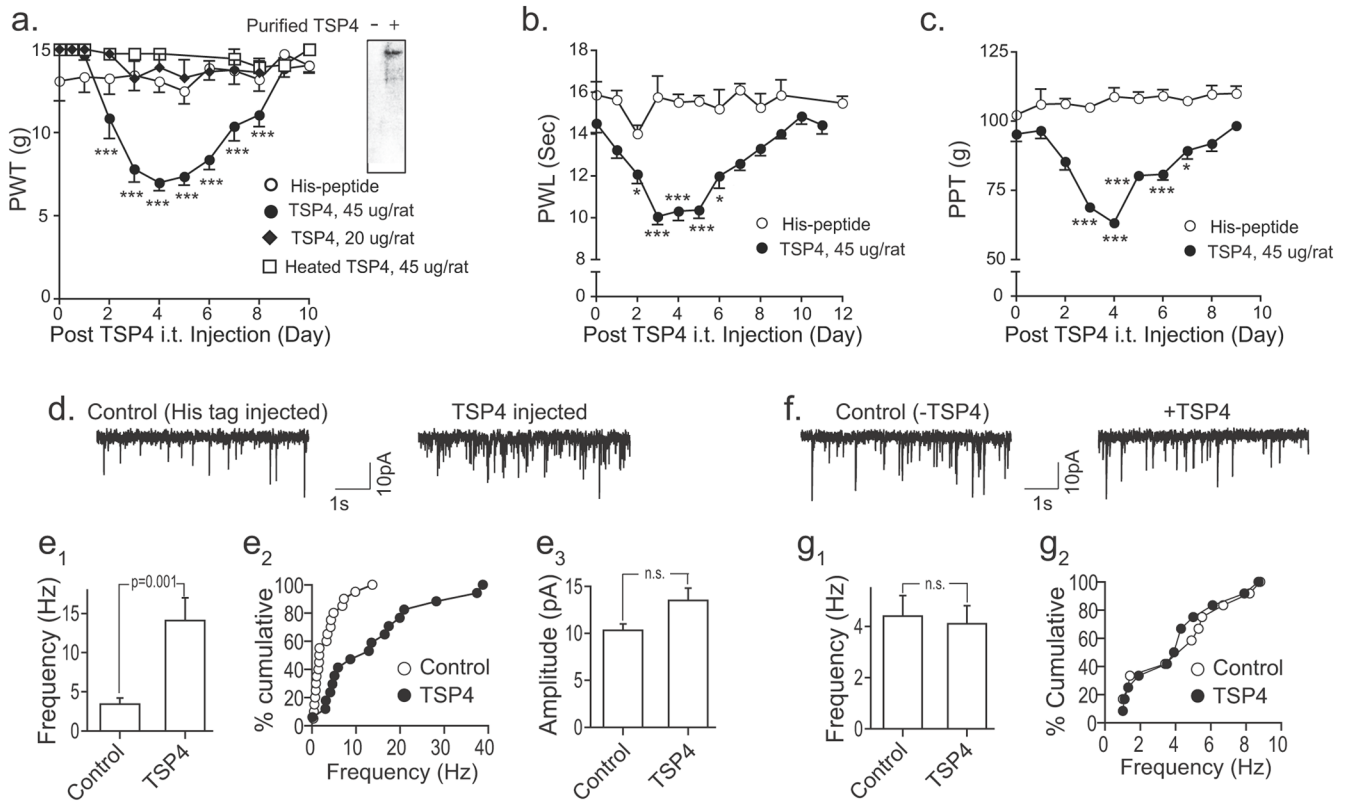 a.
Purified TSP4 - +
15
10
5
0
PWT (g)
*** *** *** *** *** *** ***
His-peptide
TSP4, 45 ug/rat
TSP4, 20 ug/rat
Heated TSP4, 45 ug/rat
0 2 4 6 8 10
Post TSP4 i.t. Injection (Day)
b.
18
16
14
12
10
8
0
PWL (Sec)
* *** *** *** *
His-peptide
TSP4, 45 ug/rat
0 2 4 6 8 10 12
Post TSP4 i.t. Injection (Day)
c.
125
100
75
50
0
PPT (g)
*** *** *** *** *
His-peptide
TSP4, 45 ug/rat
0 2 4 6 8 10
Post TSP4 i.t. Injection (Day)
d.
Control (His tag injected)
TSP4 injected
1s
10pA
f.
Control (-TSP4)
+TSP4
1s
10pA
e1
Frequency (Hz)
15
10
5
0
p=0.001
Control
TSP4
e2
% cumulative
100
80
60
40
20
0
Control
TSP4
0 10 20 30 40
Frequency (Hz)
e3
Amplitude (pA)
15
10
5
0
n.s.
Control
TSP4
g1
Frequency (Hz)
4
2
0
n.s.
Control
TSP4
g2
% Cumulative
100
80
60
40
20
0
Control
TSP4
0 2 4 6 8 10
Frequency (Hz)